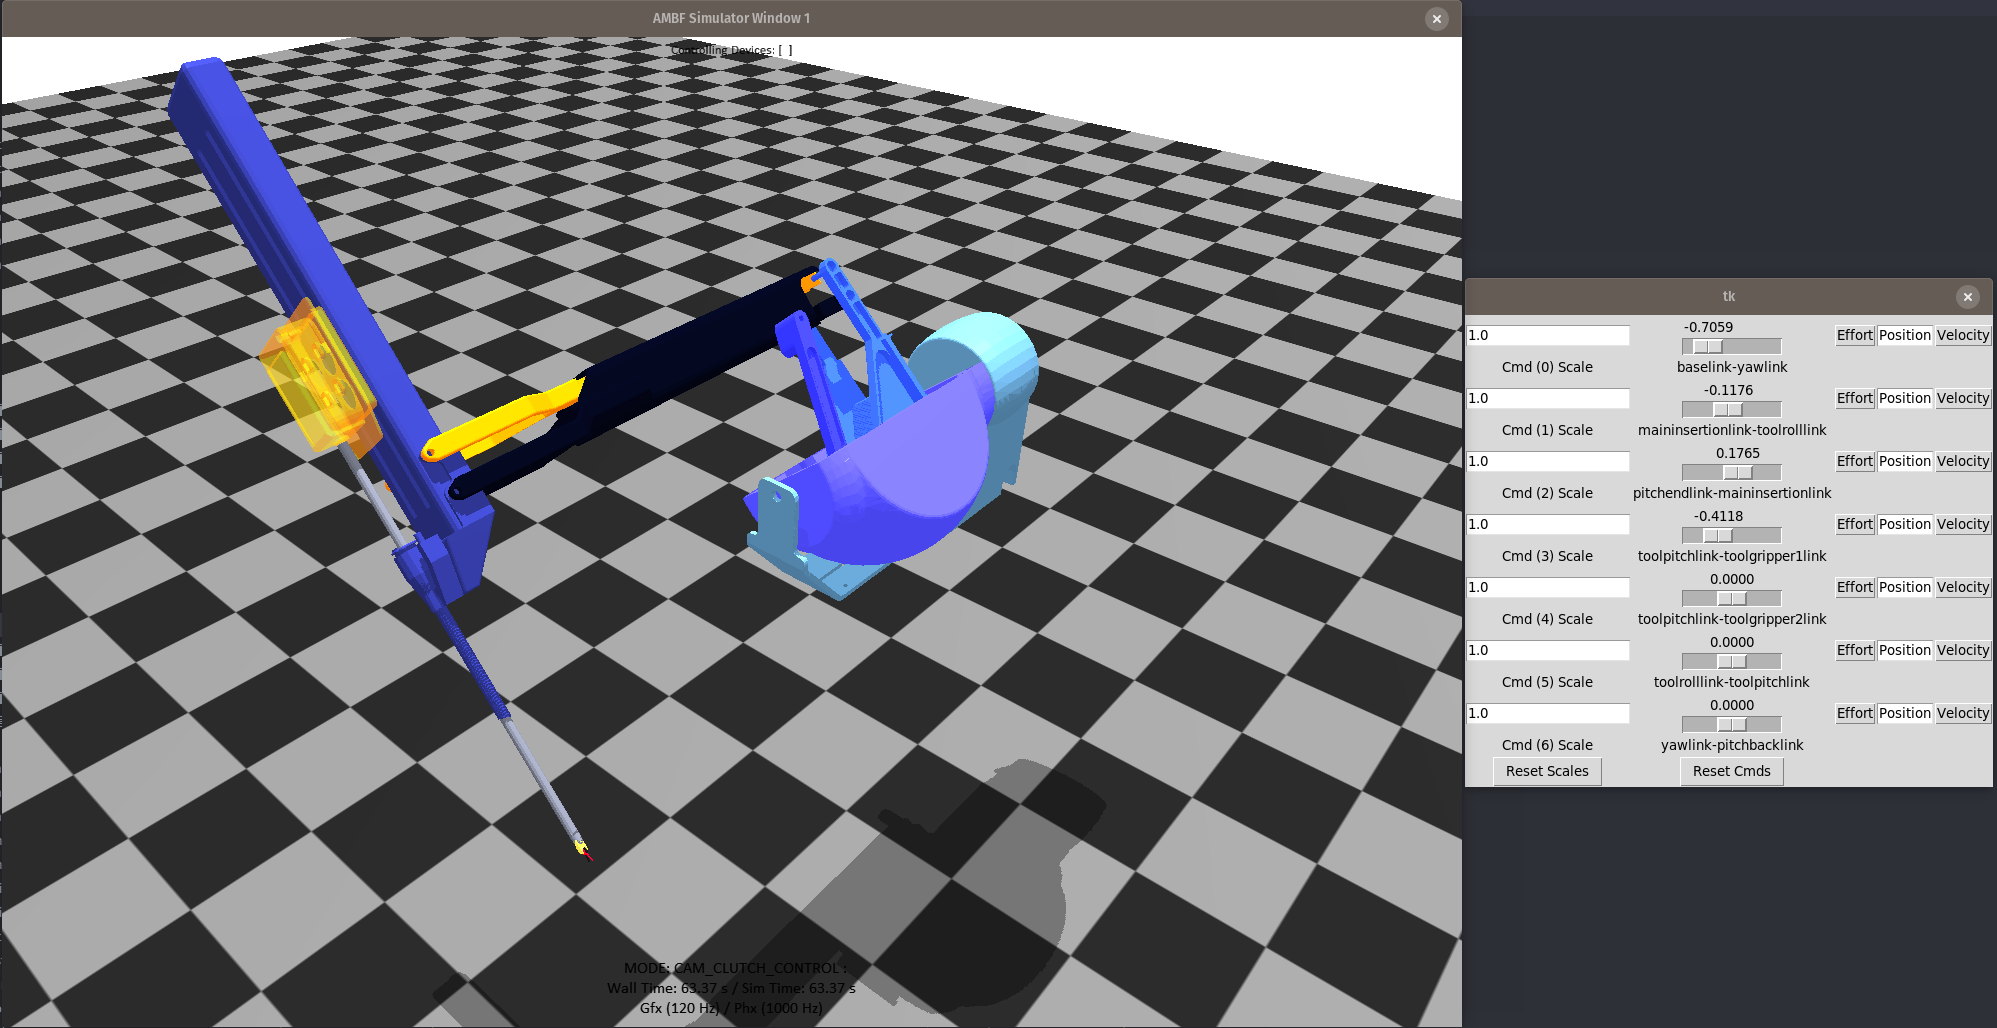 AMBF Simulator Window 1
Controlling Devices: [ ]
MODE: CAM_CLUTCH_CONTROL :
Wall Time: 63.37 s / Sim Time: 63.37 s
Gfx (120 Hz) / Phx (1000 Hz)
tk
1.0 -0.7059 Effort Position Velocity
Cmd (0) Scale baselink-yawlink
1.0 -0.1176 Effort Position Velocity
Cmd (1) Scale maininsertionlink-toolrolllink
1.0 0.1765 Effort Position Velocity
Cmd (2) Scale pitchendlink-maininsertionlink
1.0 -0.4118 Effort Position Velocity
Cmd (3) Scale toolpitchlink-toolgripper1link
1.0 0.0000 Effort Position Velocity
Cmd (4) Scale toolpitchlink-toolgripper2link
1.0 0.0000 Effort Position Velocity
Cmd (5) Scale toolrolllink-toolpitchlink
1.0 0.0000 Effort Position Velocity
Cmd (6) Scale yawlink-pitchbacklink
Reset Scales Reset Cmds